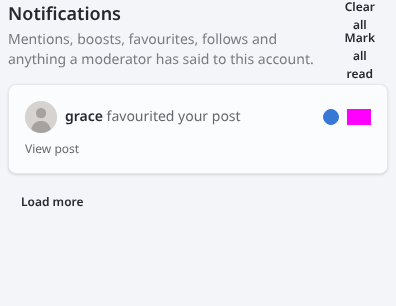 Notifications
Mentions, boosts, favourites, follows and
anything a moderator has said to this account.
Clear
all
Mark
all
read
grace favourited your post
View post
Load more